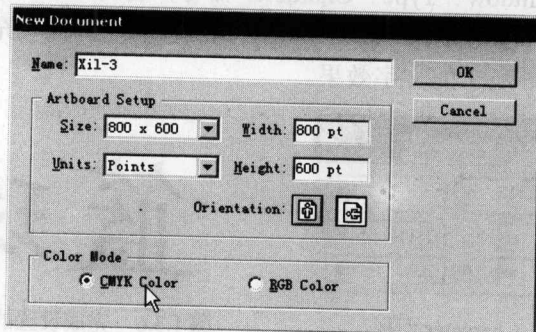 New Document
Name: Xil-3
OK
Artboard Setup
Cancel
Size: 800 x 600
Width: 800 pt
Units: Points
Height: 600 pt
Orientation:
Color Mode
CMYK Color
RGB Color